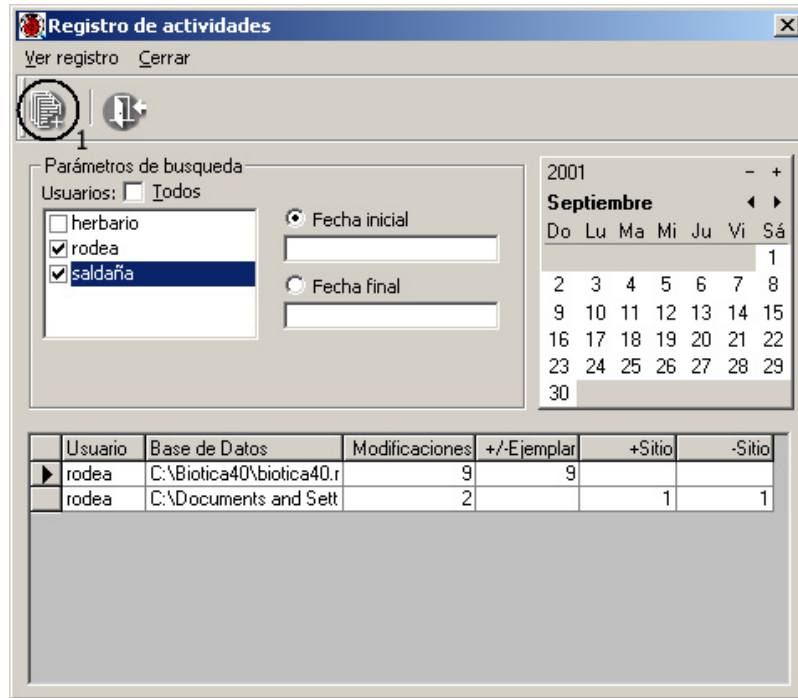 Registro de actividades
Ver registro Cerrar
1
Parámetros de busqueda
Usuarios: Todos
herbario
rodea
saldaña
Fecha inicial
Fecha final
2001 - +
Septiembre
Do Lu Ma Mi Ju Vi Sá
1
2 3 4 5 6 7 8
9 10 11 12 13 14 15
16 17 18 19 20 21 22
23 24 25 26 27 28 29
30
Usuario Base de Datos Modificaciones +/-Ejemplar +Sitio -Sitio
rodea C:\Biotica40\biotica40.r 9 9
rodea C:\Documents and Sett 2 1 1